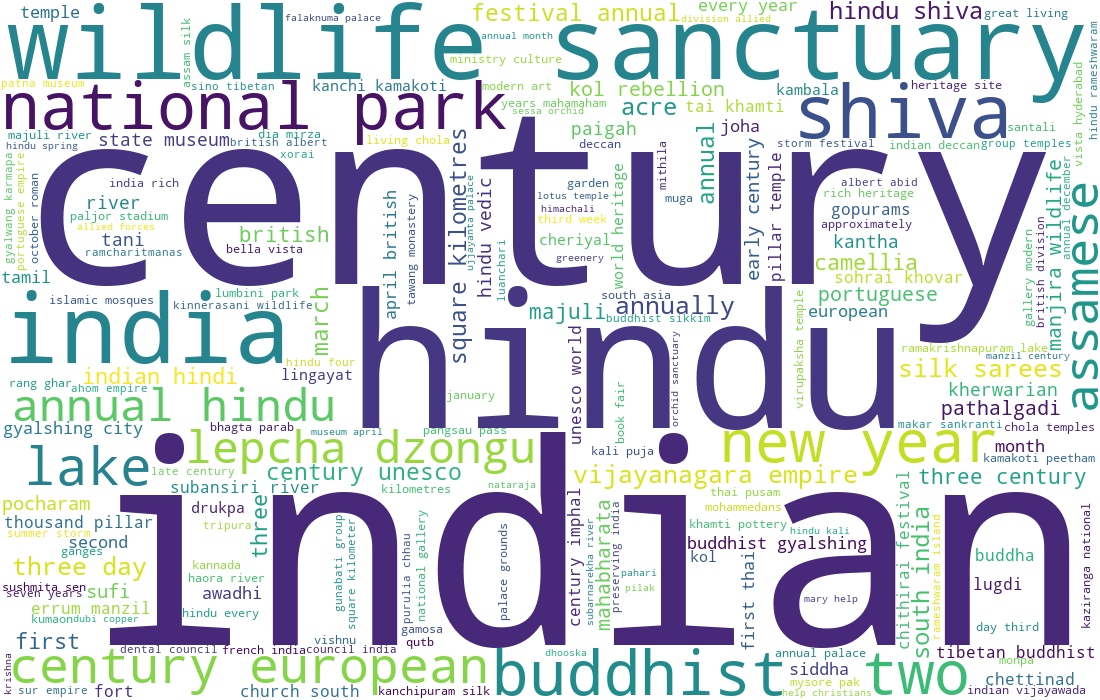 temple
falaknuma palace
festival annual
division allied
every year
hindu shiva
great living
wildlife sanctuary
assam silk
annual month
ministry culture
patna museum
sino tibetan
kanchi kamakoti
modern art
kol rebellion
kambala
heritage site
hindu rameshwaram
national park
years mahamaham
sessa orchid
acre
tai khamti
shiva
santali
vista hyderabad
majuli river
hindu spring
state museum
dia mirza
british albert
xorai
living chola
paigah
deccan
joha
storm festival
indian deccan
group temples
century
gyalwang karmapa
portuguese empire
october roman
india rich
river
paljor stadium
allied forces
tani
ramcharitmanas
british
bella vista
april british
tawang monastery
square kilometres
ujjayanta palace
hindu vedic
luanchari
garden
lotus temple
himachali
third week
cheriyal
greenery
world heritage
mithila
muga
annual
early century
pillar temple
albert abid
rich heritage
gopurams
approximately
kantha
camellia
sohrai khovar
portuguese
european
gallery modern
british division
manjira wildlife
annual december
assamese
tamil
islamic mosques
lumbini park
kinnerasani wildlife
march
south asia
majuli
annually
buddhist sikkim
india
hindu
hindu four
indian hindi
lingayat
january
unesco world
book fair
orchid sanctuary
virupaksha temple
ramakrishnapuram lake
manzil century
silk sarees
rang ghar
ahom empire
annual hindu
kherwarian
pathalgadi
makar sankranti
chola temples
gyalshing city
bhagta parab
museum april
pangsau pass
kali puja
lepcha dzongu
new year
month
kamakoti peetham
lake
late century
century unesco
subansiri river
kilometres
nataraja
vijayanagara empire
three century
indian
pocharam
drukpa
thousand pillar
tripura
summer storm
second
ganges
three
kannada
three day
haora river
sushmita sen
seven years
sufi
awadhi
errum manzil
hindu every
kumaon
dubi copper
gunabati group
square kilometer
purulia chhau
national gallery
palace grounds
century imphal
subarnarekha river
mahabharata
preserving india
thai pusam
mohammedans
khamti pottery
hindu kali
buddhist gyalshing
kol
pahari
pilak
first thai
mary help
chithirai festival
south india
rameshwaram island
buddha
lugdi
kaziranga national
day third
first
vishnu
gamosa
qutb
dental council
french india
council india
tibetan buddhist
monpa
krishna
century european
sur empire
fort
church south
kanchipuram silk
buddhist
dhooska
annual palace
siddha
mysore pak
help christians
two
chettinad
indian vijayawada